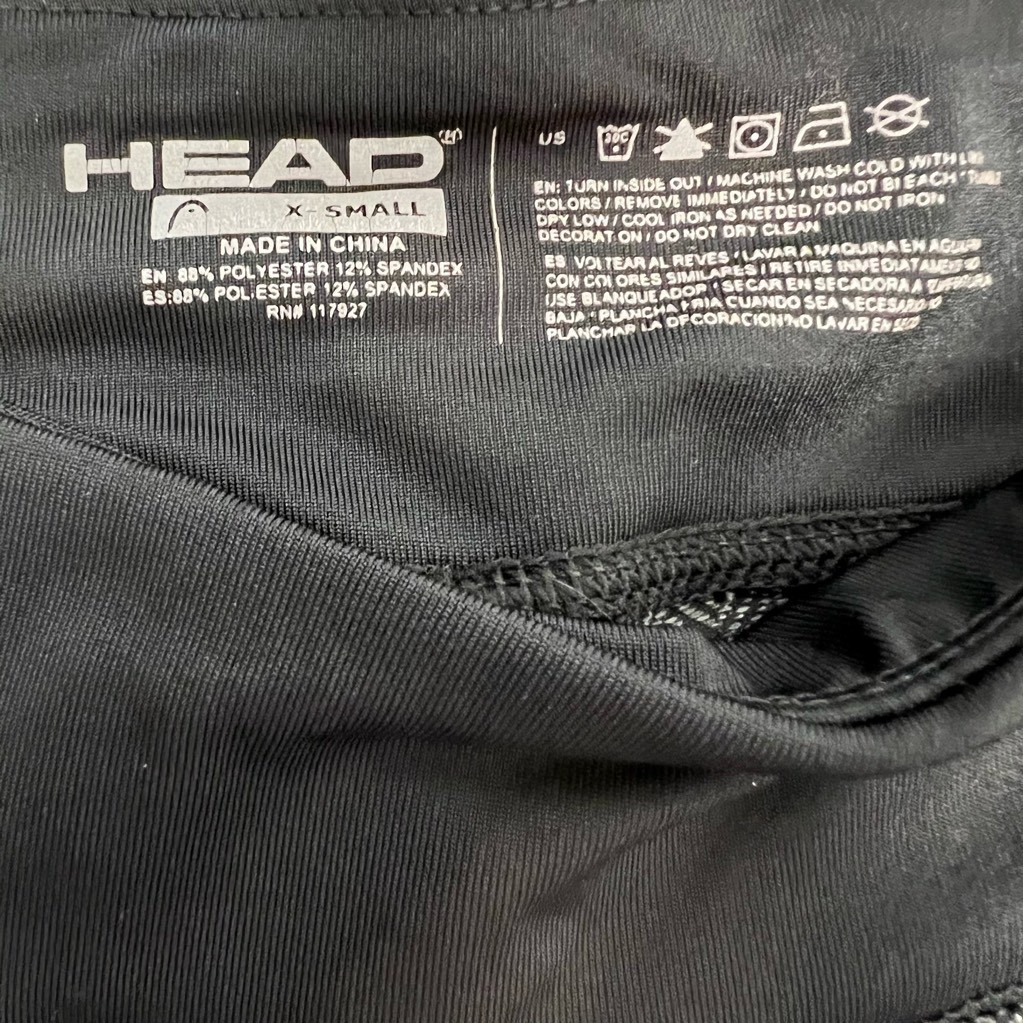 HEAD
X-SMALL
MADE IN CHINA
EN: 88% POLYESTER 12% SPANDEX
ES:88% POLIESTER 12% SPANDEX
RN# 117927
US
30C
EN: TURN INSIDE OUT / MACHINE WASH COLD WITH
COLORS / REMOVE IMMEDIATELY / DO NOT BLEACH
DRY LOW / COOL IRON AS NEEDED / DO NOT IRON
DECORATION / DO NOT DRY CLEAN
ES VOLTEAR AL REVES / LAVAR A MAQUINA EN AGUA
CON COLORES SIMILARES / RETIRE INMEDIATAMENTE
USE BLANQUEADOR / SECAR EN SECADORA A
BAJA / PLANCHA FRIA CUANDO SEA NECESARIO
PLANCHAR LA DECORACION NO LAVAR EN SECO